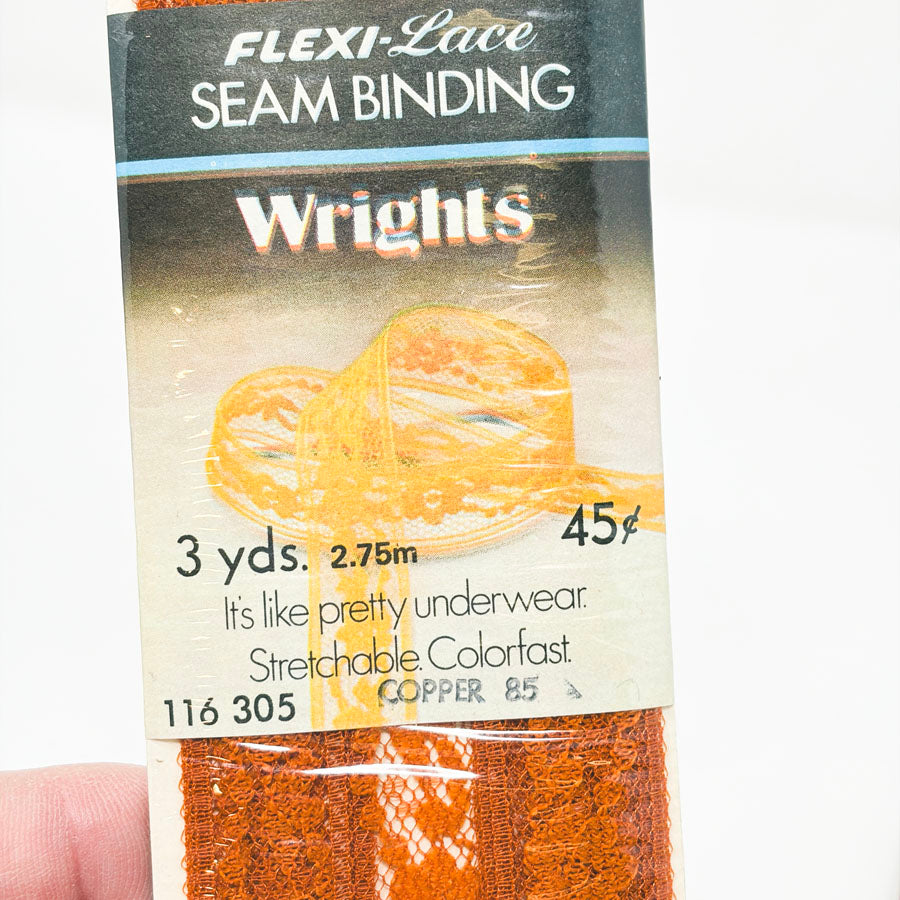 FLEXI-Lace
SEAM BINDING
Wrights
45¢
3 yds. 2.75m
It's like pretty underwear.
Stretchable. Colorfast.
COPPER 85
116 305